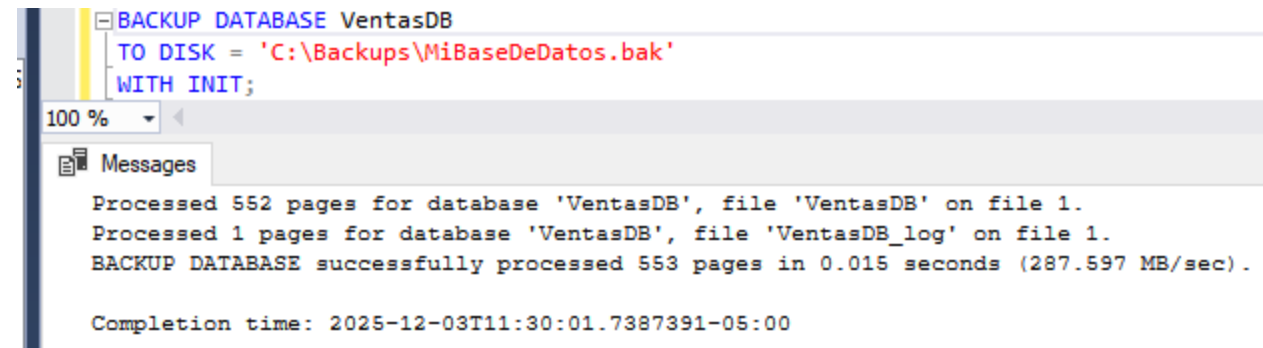 BACKUP DATABASE VentasDB
TO DISK = 'C:\Backups\MiBaseDeDatos.bak'
WITH INIT;
100 %
Messages
Processed 552 pages for database 'VentasDB', file 'VentasDB' on file 1.
Processed 1 pages for database 'VentasDB', file 'VentasDB_log' on file 1.
BACKUP DATABASE successfully processed 553 pages in 0.015 seconds (287.597 MB/sec).
Completion time: 2025-12-03T11:30:01.7387391-05:00